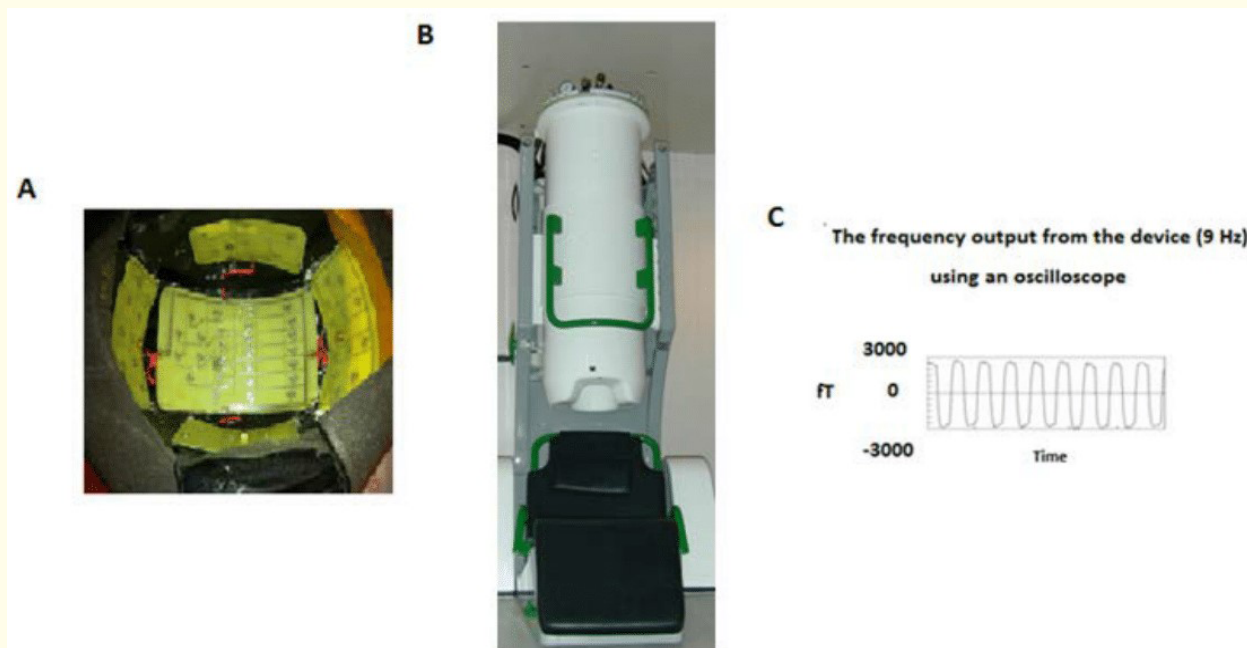 A
B
C
The frequency output from the device (9 Hz)
using an oscilloscope
3000
fT 0
-3000
Time